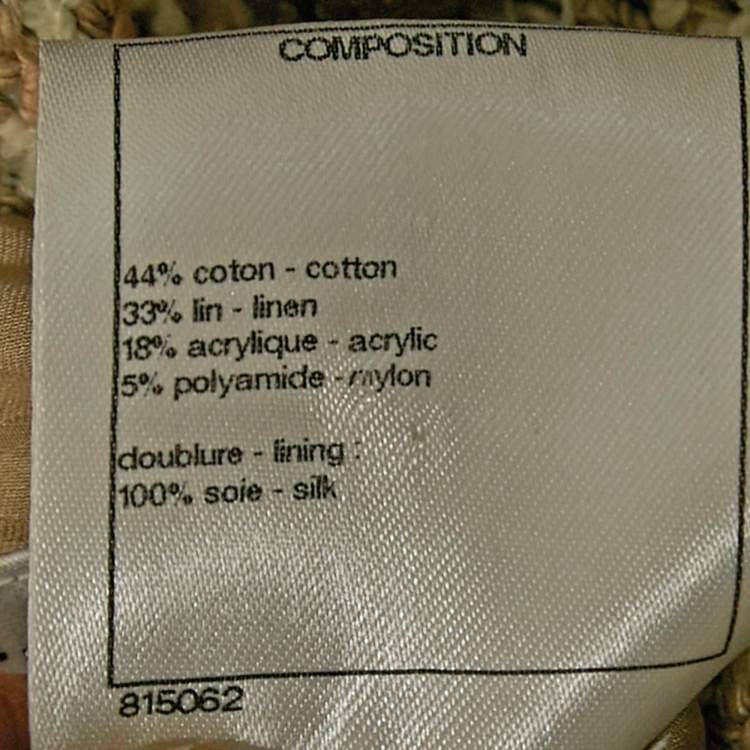 COMPOSITION
44% coton - cotton
33% lin - linen
18% acrylique - acrylic
5% polyamide - nylon
doublure - lining :
100% soie - silk
815062